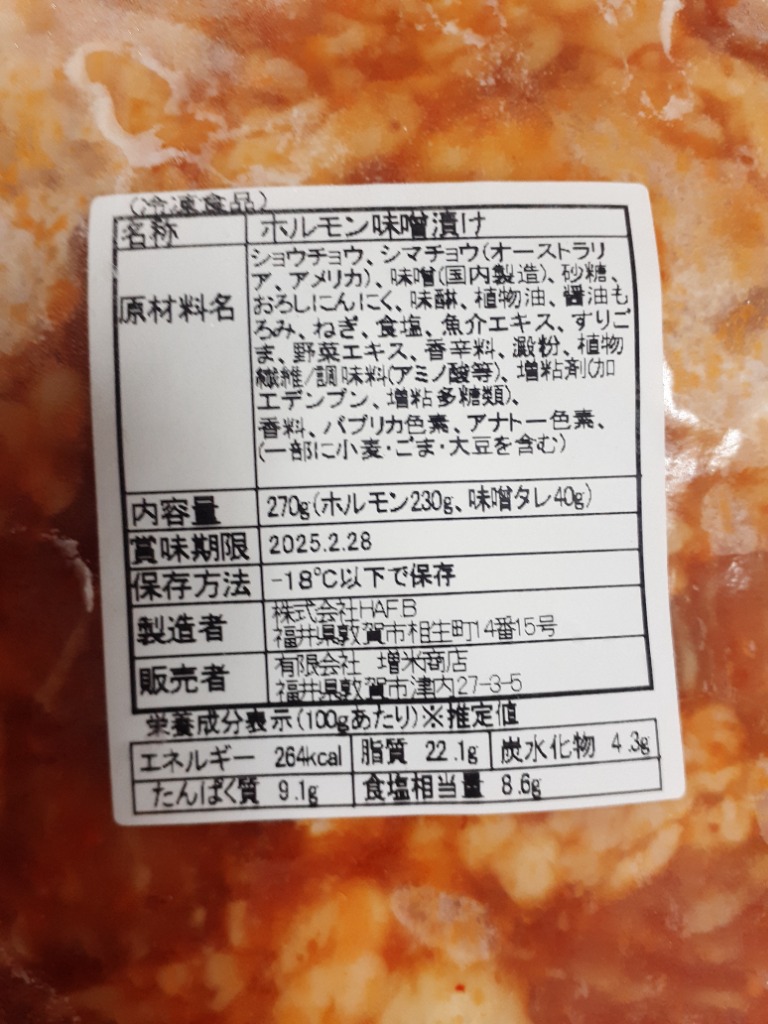 (冷凍食品)
名称 ホルモン味噌漬け
原材料名
ショウチョウ、シマチョウ(オーストラリ
ア、アメリカ)、味噌(国内製造)、砂糖、
おろしにんにく、味醂、植物油、醤油も
ろみ、ねぎ、食塩、魚介エキス、すりご
ま、野菜エキス、香辛料、澱粉、植物
繊維/調味料(アミノ酸等)、増粘剤(加
工デンプン、増粘多糖類)、
香料、パプリカ色素、アナトー色素、
(一部に小麦・ごま・大豆を含む)
内容量 270g(ホルモン230g、味噌タレ40g)
賞味期限 2025.2.28
保存方法 -18℃以下で保存
製造者 株式会社HAFB
福井県敦賀市相生町14番15号
販売者 有限会社 増米商店
福井県敦賀市津内27-3-5
栄養成分表示(100gあたり)※推定値
エネルギー 264kcal 脂質 22.1g 炭水化物 4.3g
たんぱく質 9.1g 食塩相当量 8.6g